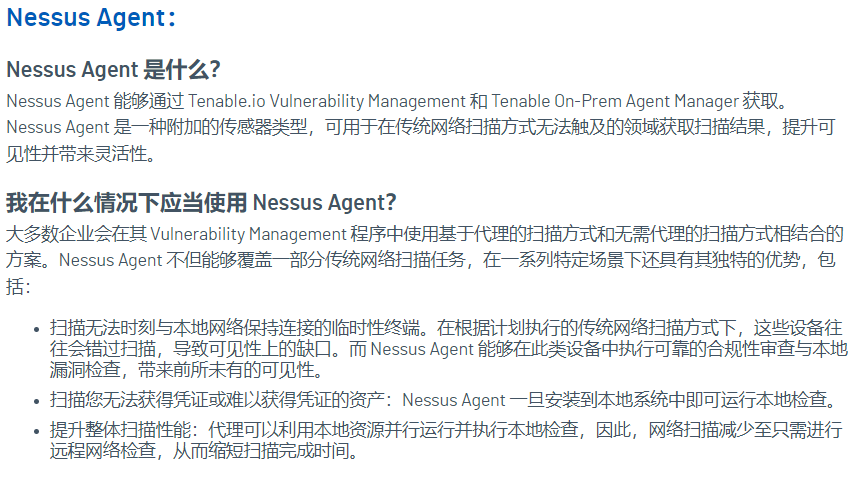 Nessus Agent：
Nessus Agent 是什么？
Nessus Agent 能够通过 Tenable.io Vulnerability Management 和 Tenable On-Prem Agent Manager 获取。
Nessus Agent 是一种附加的传感器类型，可用于在传统网络扫描方式无法触及的领域获取扫描结果，提升可
见性并带来灵活性。
我在什么情况下应当使用 Nessus Agent？
大多数企业会在其 Vulnerability Management 程序中使用基于代理的扫描方式和无需代理的扫描方式相结合的
方案。Nessus Agent 不但能够覆盖一部分传统网络扫描任务，在一系列特定场景下还具有其独特的优势，包
括：
• 扫描无法时刻与本地网络保持连接的临时性终端。在根据计划执行的传统网络扫描方式下，这些设备往
往会错过扫描，导致可见性上的缺口。而 Nessus Agent 能够在此类设备中执行可靠的合规性审查与本地
漏洞检查，带来前所未有的可见性。
• 扫描您无法获得凭证或难以获得凭证的资产：Nessus Agent 一旦安装到本地系统中即可运行本地检查。
• 提升整体扫描性能：代理可以利用本地资源并行运行并执行本地检查，因此，网络扫描减少至只需进行
远程网络检查，从而缩短扫描完成时间。